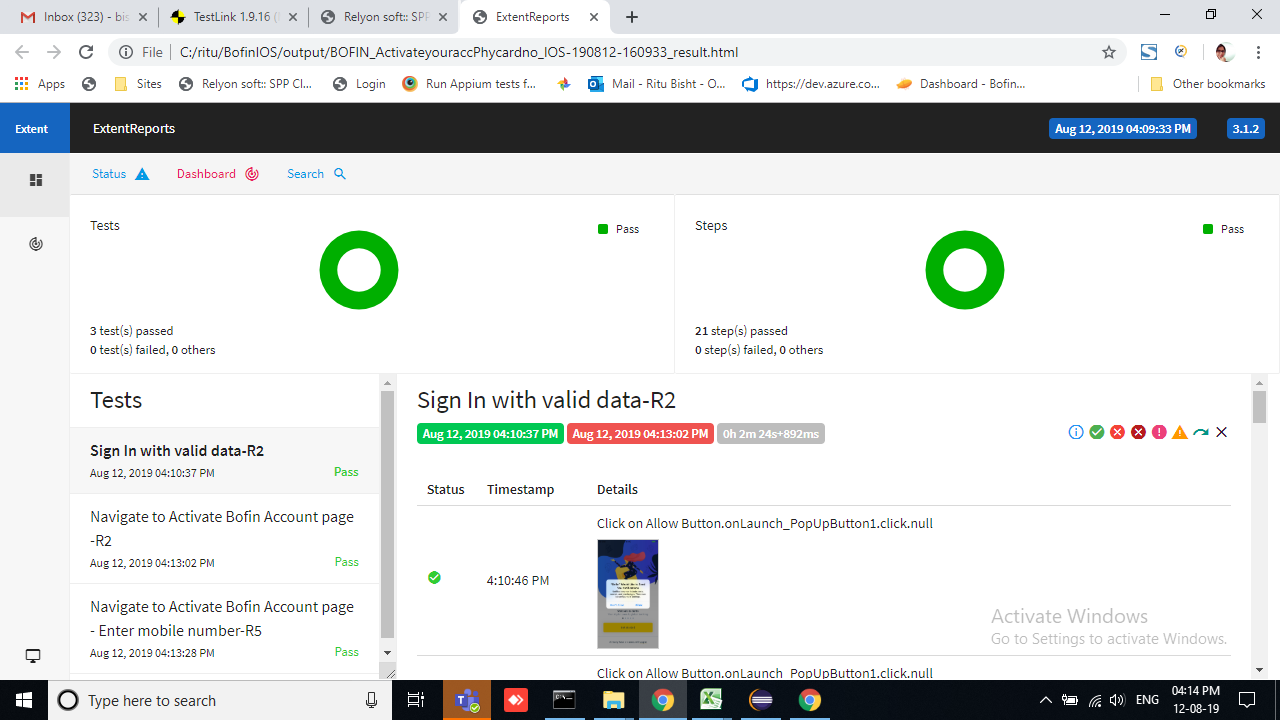 Inbox (323) - bis
TestLink 1.9.16 (
Relyon soft:: SPP
ExtentReports
File
C:/ritu/BofinIOS/output/BOFIN_ActivateyouraccPhycardno_IOS-190812-160933_result.html
Apps
Sites
Relyon soft:: SPP Cl...
Login
Run Appium tests f...
Mail - Ritu Bisht - O...
https://dev.azure.co...
Dashboard - Bofin...
Other bookmarks
Extent
ExtentReports
Aug 12, 2019 04:09:33 PM
3.1.2
Status
Dashboard
Search
Tests
Pass
3 test(s) passed
0 test(s) failed, 0 others
Steps
Pass
21 step(s) passed
0 step(s) failed, 0 others
Tests
Sign In with valid data-R2
Aug 12, 2019 04:10:37 PM
Pass
Navigate to Activate Bofin Account page
-R2
Aug 12, 2019 04:13:02 PM
Pass
Navigate to Activate Bofin Account page
- Enter mobile number-R5
Aug 12, 2019 04:13:28 PM
Pass
Sign In with valid data-R2
Aug 12, 2019 04:10:37 PM
Aug 12, 2019 04:13:02 PM
0h 2m 24s+892ms
Status
Timestamp
Details
Click on Allow Button.onLaunch_PopUpButton1.click.null
4:10:46 PM
Click on Allow Button.onLaunch_PopUpButton1.click.null
Activate Windows
Go to Settings to activate Windows.
Type here to search
ENG
04:14 PM
12-08-19